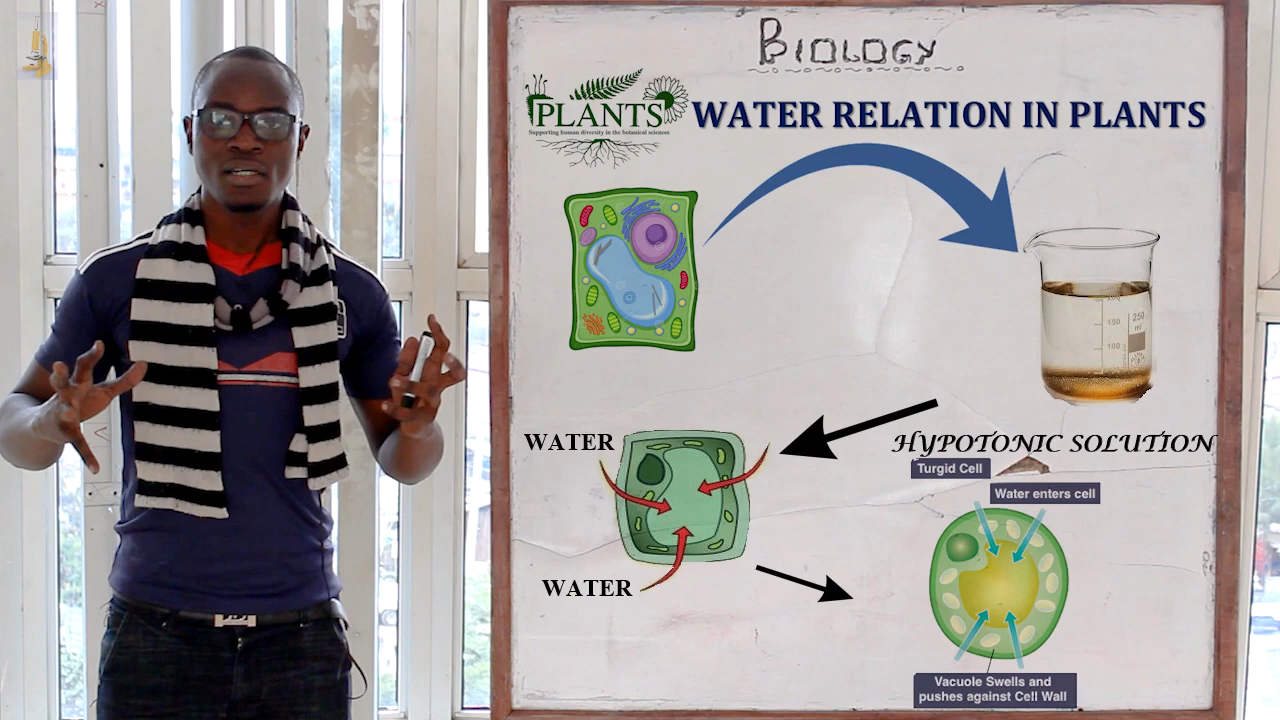 BIOLOGY
PLANTS
Supporting human diversity in the botanical sciences
WATER RELATION IN PLANTS
250
ml
150
100
WATER
HYPOTONIC SOLUTION
Turgid Cell
Water enters cell
WATER
Vacuole Swells and
pushes against Cell Wall